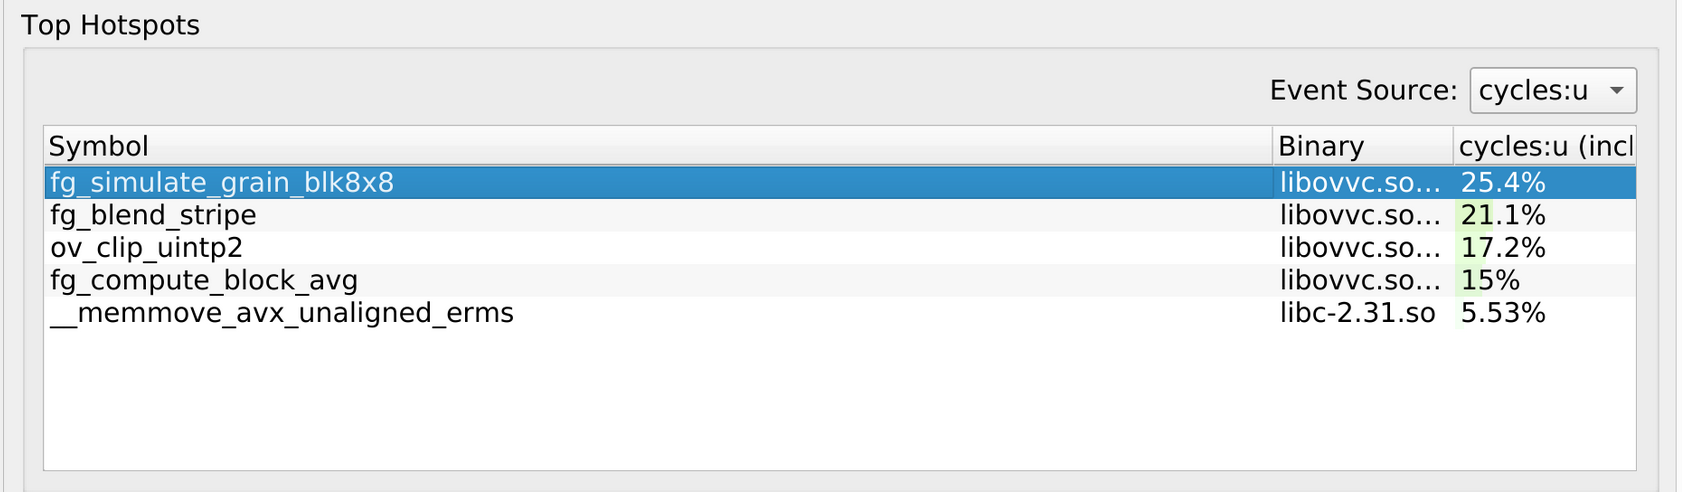 Top Hotspots
Event Source: cycles:u
Symbol Binary cycles:u (incl
fg_simulate_grain_blk8x8 libovvc.so... 25.4%
fg_blend_stripe libovvc.so... 21.1%
ov_clip_uintp2 libovvc.so... 17.2%
fg_compute_block_avg libovvc.so... 15%
__memmove_avx_unaligned_erms libc-2.31.so 5.53%